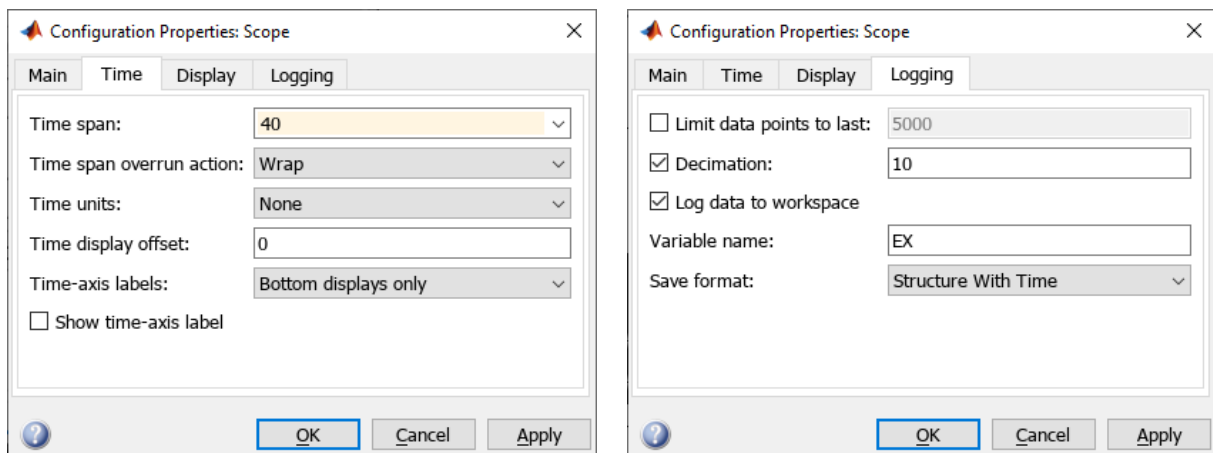 Configuration Properties: Scope
Main Time Display Logging
Time span: 40
Time span overrun action: Wrap
Time units: None
Time display offset: 0
Time-axis labels: Bottom displays only
Show time-axis label
? OK Cancel Apply
Configuration Properties: Scope
Main Time Display Logging
Limit data points to last: 5000
Decimation: 10
Log data to workspace
Variable name: EX
Save format: Structure With Time
? OK Cancel Apply